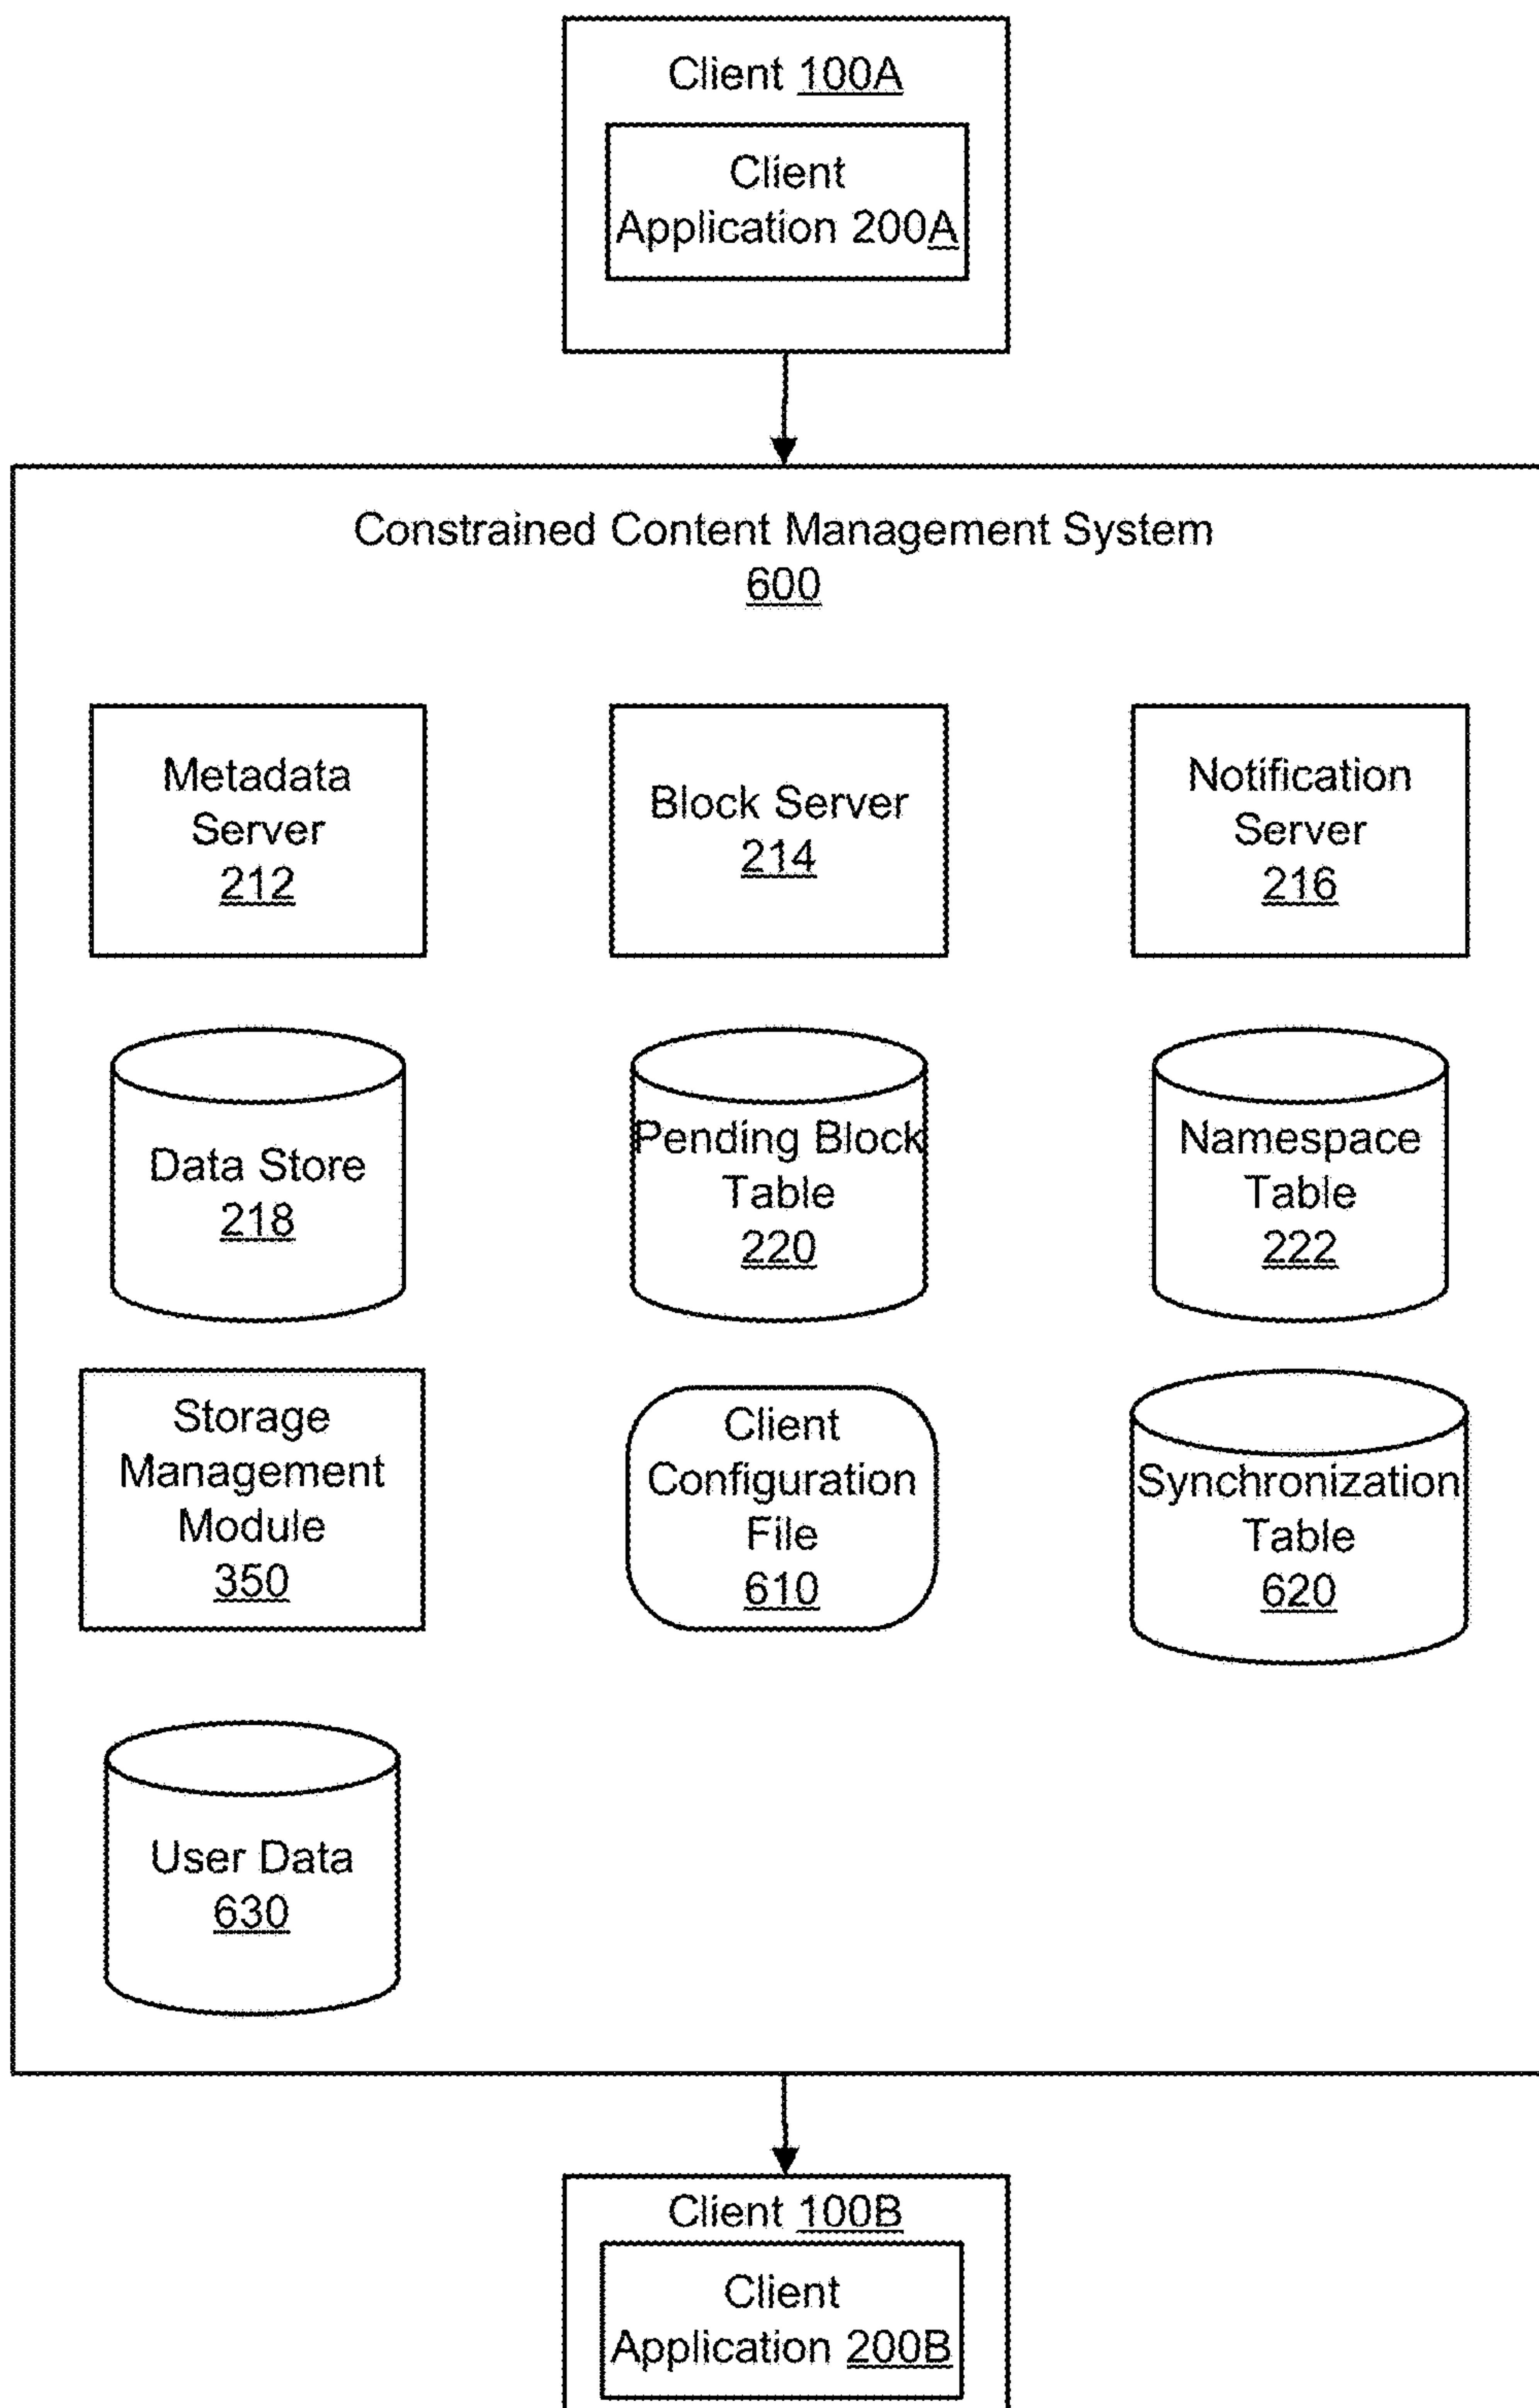 Client 100A
Client
Application 200A
Constrained Content Management System
600
Metadata
Server
212
Block Server
214
Notification
Server
216
Data Store
218
Pending Block
Table
220
Namespace
Table
222
Storage
Management
Module
350
Client
Configuration
File
610
Synchronization
Table
620
User Data
630
Client 100B
Client
Application 200B